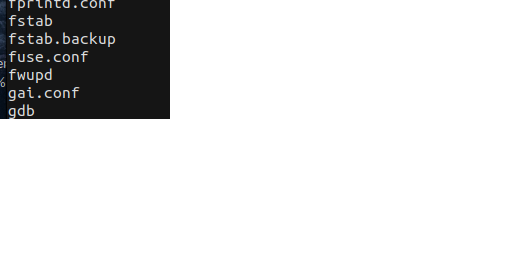 fprintd.conf
fstab
fstab.backup
fuse.conf
fwupd
gai.conf
gdb